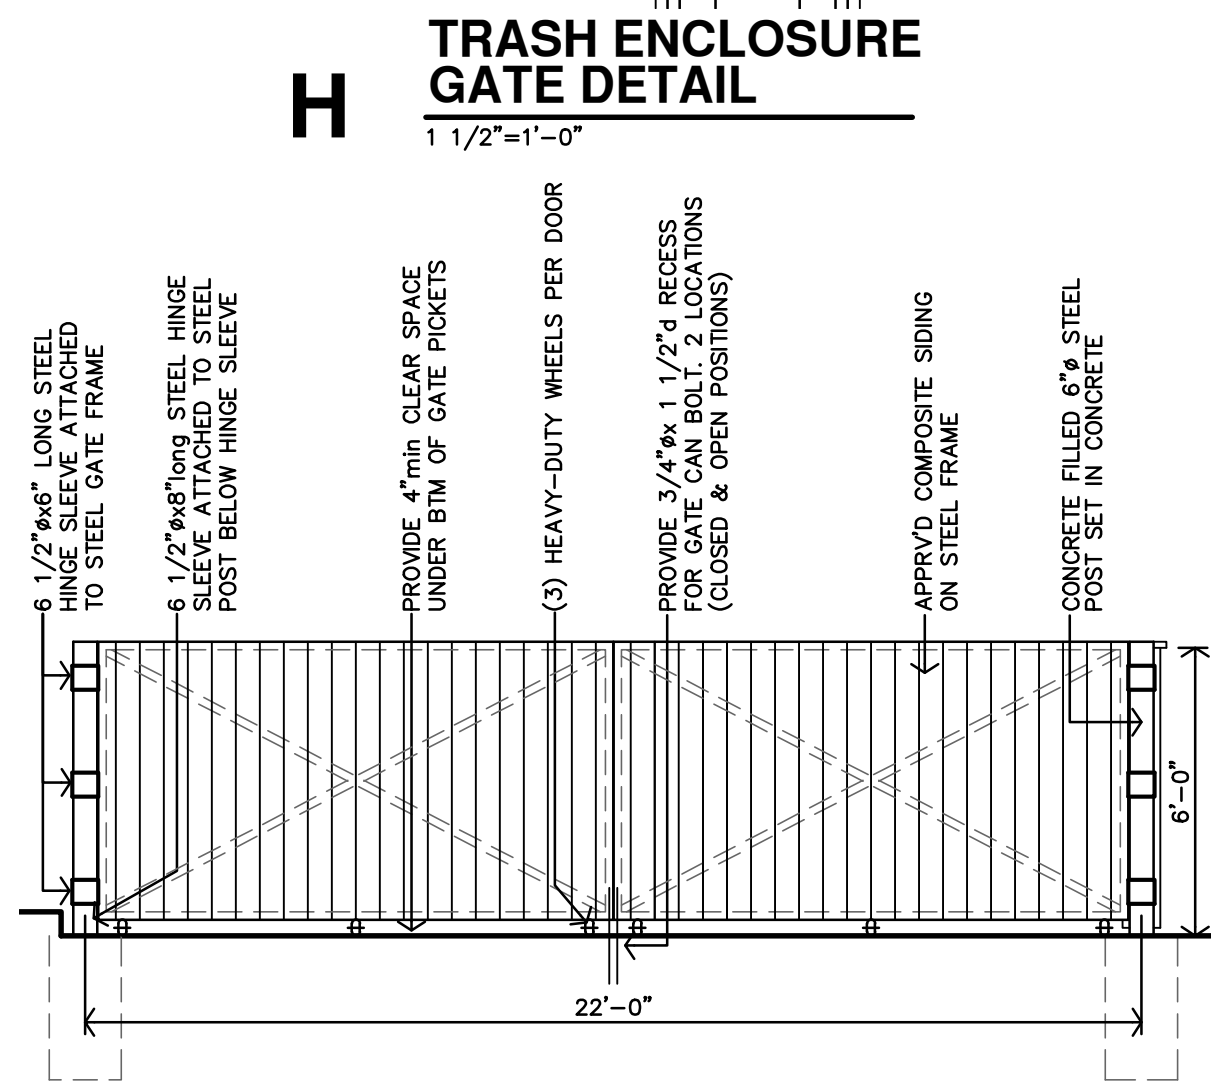 TRASH ENCLOSURE
GATE DETAIL
H
1 1/2"=1'-0"
6 1/2"øx6" LONG STEEL
HINGE SLEEVE ATTACHED
TO STEEL GATE FRAME
6 1/2"øx8"long STEEL HINGE
SLEEVE ATTACHED TO STEEL
POST BELOW HINGE SLEEVE
PROVIDE 4"min CLEAR SPACE
UNDER BTM OF GATE PICKETS
(3) HEAVY-DUTY WHEELS PER DOOR
PROVIDE 3/4"øx 1 1/2"d RECESS
FOR GATE CAN BOLT. 2 LOCATIONS
(CLOSED & OPEN POSITIONS)
APPRV'D COMPOSITE SIDING
ON STEEL FRAME
CONCRETE FILLED 6"ø STEEL
POST SET IN CONCRETE
6'-0"
22'-0"